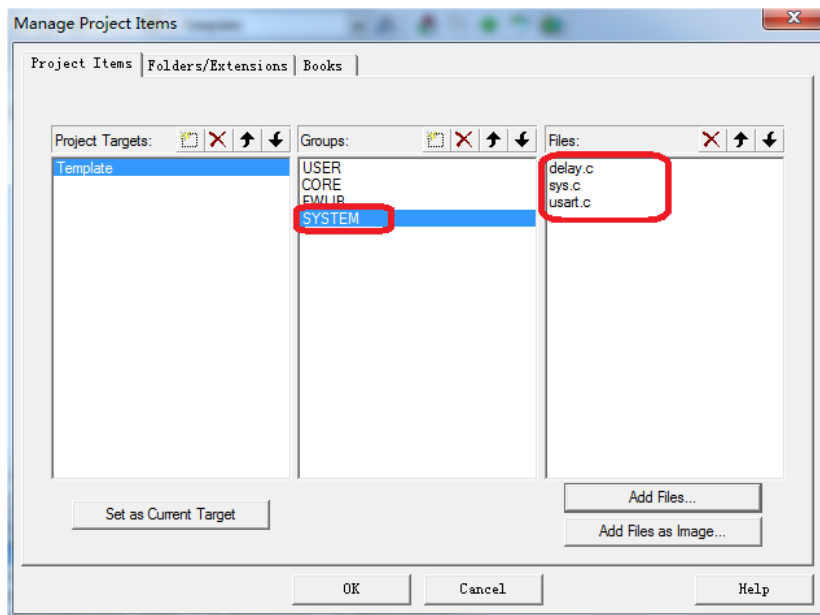 Manage Project Items
Project Items Folders/Extensions Books
Project Targets: Groups: Files:
Template
USER
CORE
FWLIB
SYSTEM
delay.c
sys.c
usart.c
Set as Current Target
Add Files...
Add Files as Image...
OK Cancel Help